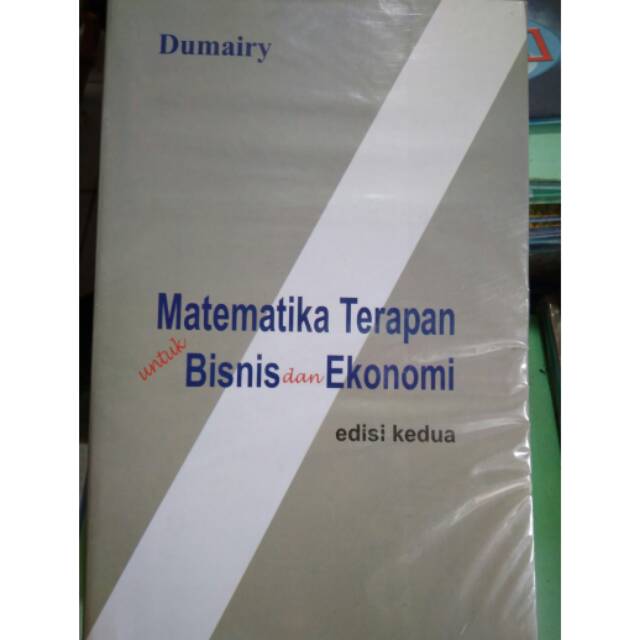 Dumairy
Matematika Terapan
untuk Bisnis dan Ekonomi
edisi kedua